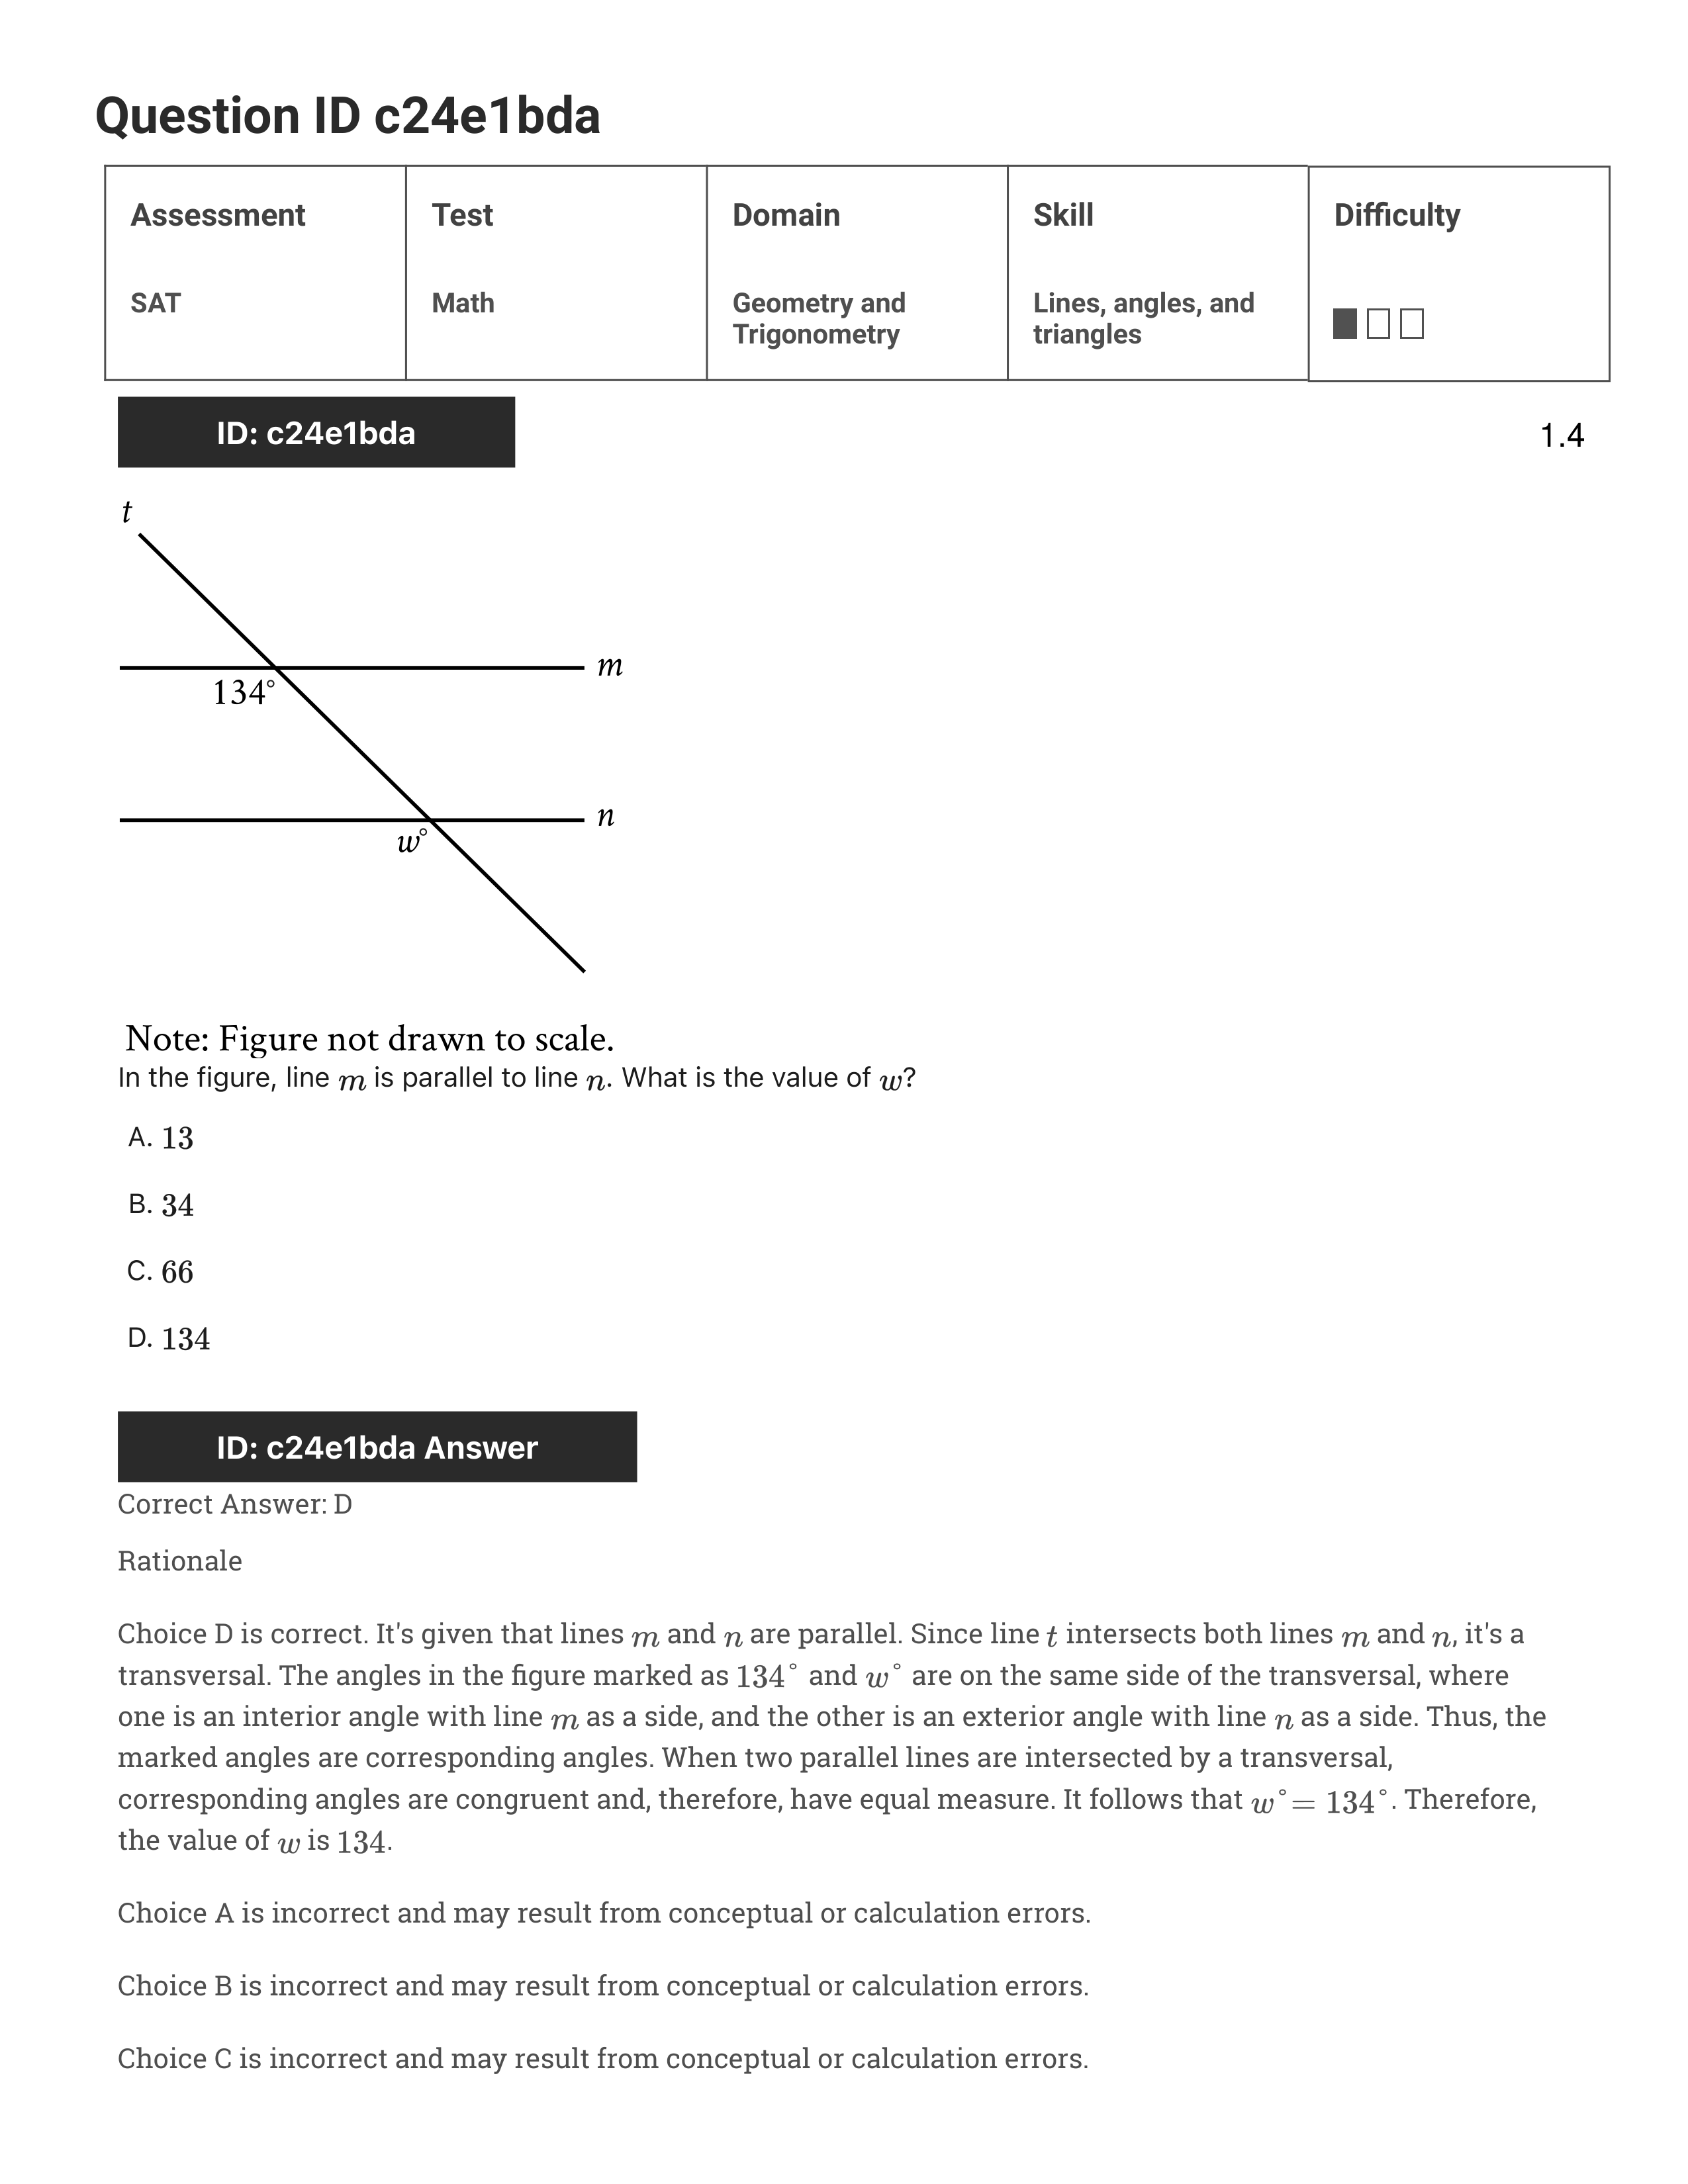 Question ID c24e1bda
Assessment
Test
Domain
Skill
Difficulty
SAT
Math
Geometry and
Trigonometry
Lines, angles, and
triangles
ID: c24e1bda
1.4
t
m
134°
n
w°
Note: Figure not drawn to scale.
In the figure, line m is parallel to line n. What is the value of w?
A. 13
B. 34
C. 66
D. 134
ID: c24e1bda Answer
Correct Answer: D
Rationale
Choice D is correct. It's given that lines m and n are parallel. Since line t intersects both lines m and n, it's a
transversal. The angles in the figure marked as 134° and w° are on the same side of the transversal, where
one is an interior angle with line m as a side, and the other is an exterior angle with line n as a side. Thus, the
marked angles are corresponding angles. When two parallel lines are intersected by a transversal,
corresponding angles are congruent and, therefore, have equal measure. It follows that w° = 134°. Therefore,
the value of w is 134.
Choice A is incorrect and may result from conceptual or calculation errors.
Choice B is incorrect and may result from conceptual or calculation errors.
Choice C is incorrect and may result from conceptual or calculation errors.